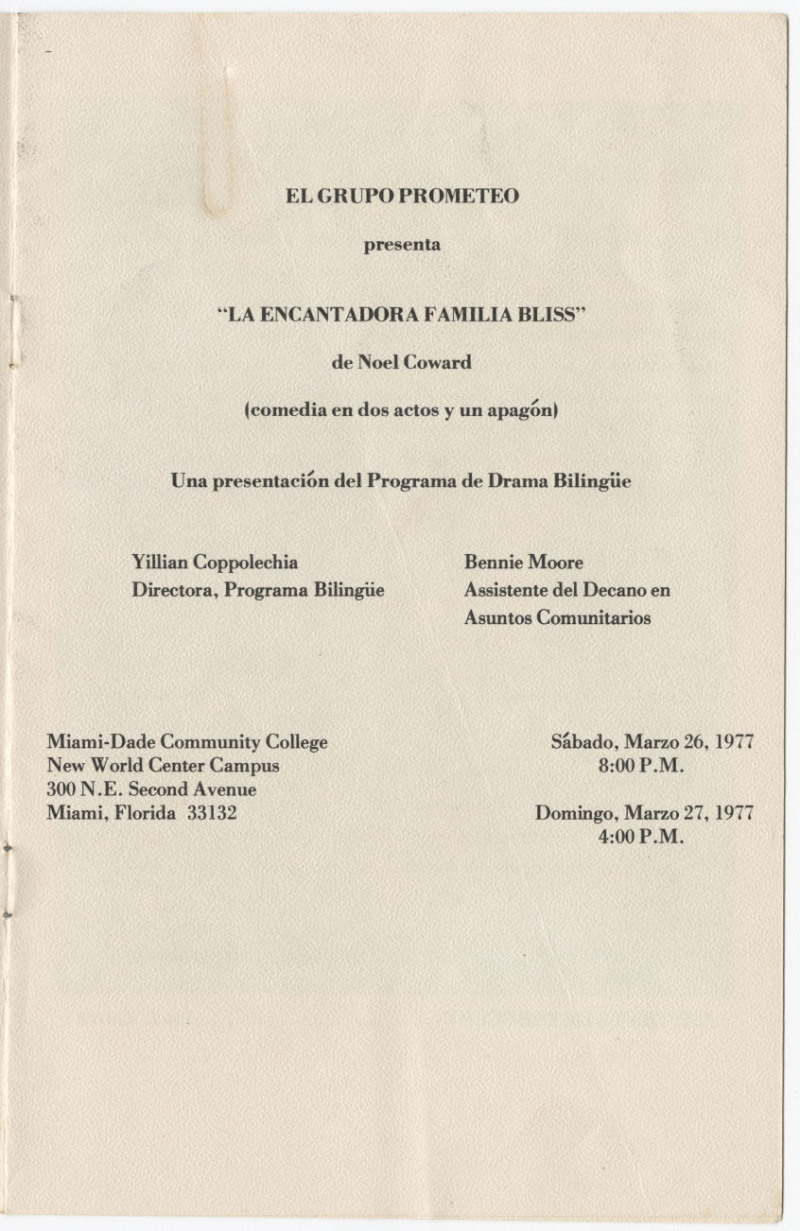 EL GRUPO PROMETEO
presenta
“LA ENCANTADORA FAMILIA BLISS”
de Noel Coward
(comedia en dos actos y un apagón)
Una presentación del Programa de Drama Bilingüe
Yillian Coppolechia
Directora, Programa Bilingüe
Bennie Moore
Assistente del Decano en
Asuntos Comunitarios
Miami-Dade Community College
New World Center Campus
300 N.E. Second Avenue
Miami, Florida 33132
Sábado, Marzo 26, 1977
8:00 P.M.
Domingo, Marzo 27, 1977
4:00 P.M.